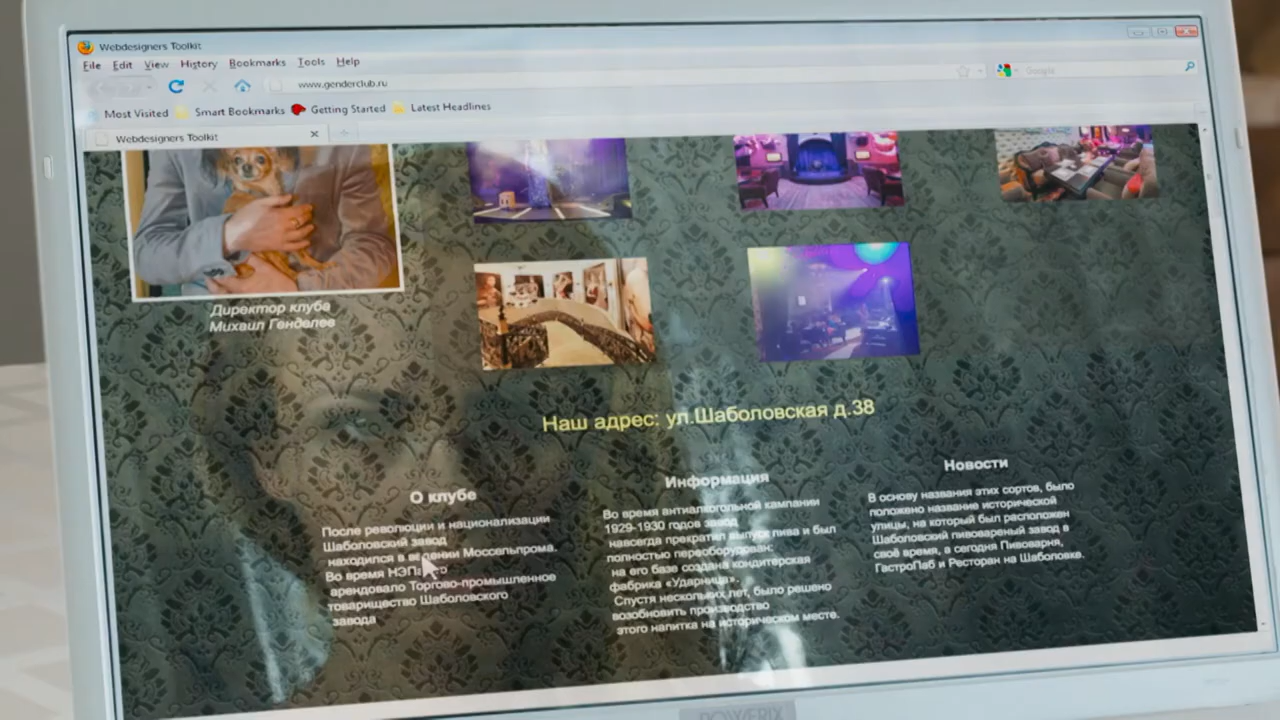 Webdesigners Toolkit
File Edit View History Bookmarks Tools Help
www.genderclub.ru
Google
Most Visited Smart Bookmarks Getting Started Latest Headlines
Webdesigners Toolkit
Директор клуба
Михаил Генделев
Наш адрес: ул.Шаболовская д.38
О клубе
После революции и национализации
Шаболовский завод
находился в ведении Моссельпрома.
Во время НЭПа
арендовало Торгово-промышленное
товарищество Шаболовского
завода
Информация
Во время антиалкогольной кампании
1929-1930 годов завод
навсегда прекратил выпуск пива и был
полностью переоборудован:
на его базе создана кондитерская
фабрика «Ударница».
Спустя несколько лет, было решено
возобновить производство
этого напитка на историческом месте.
Новости
В основу названия этих сортов, было
положено название исторической
улицы, на который был расположен
Шаболовский пивоваренный завод в
своё время, а сегодня Пивоварня,
ГастроПаб и Ресторан на Шаболовке.
POWERIX